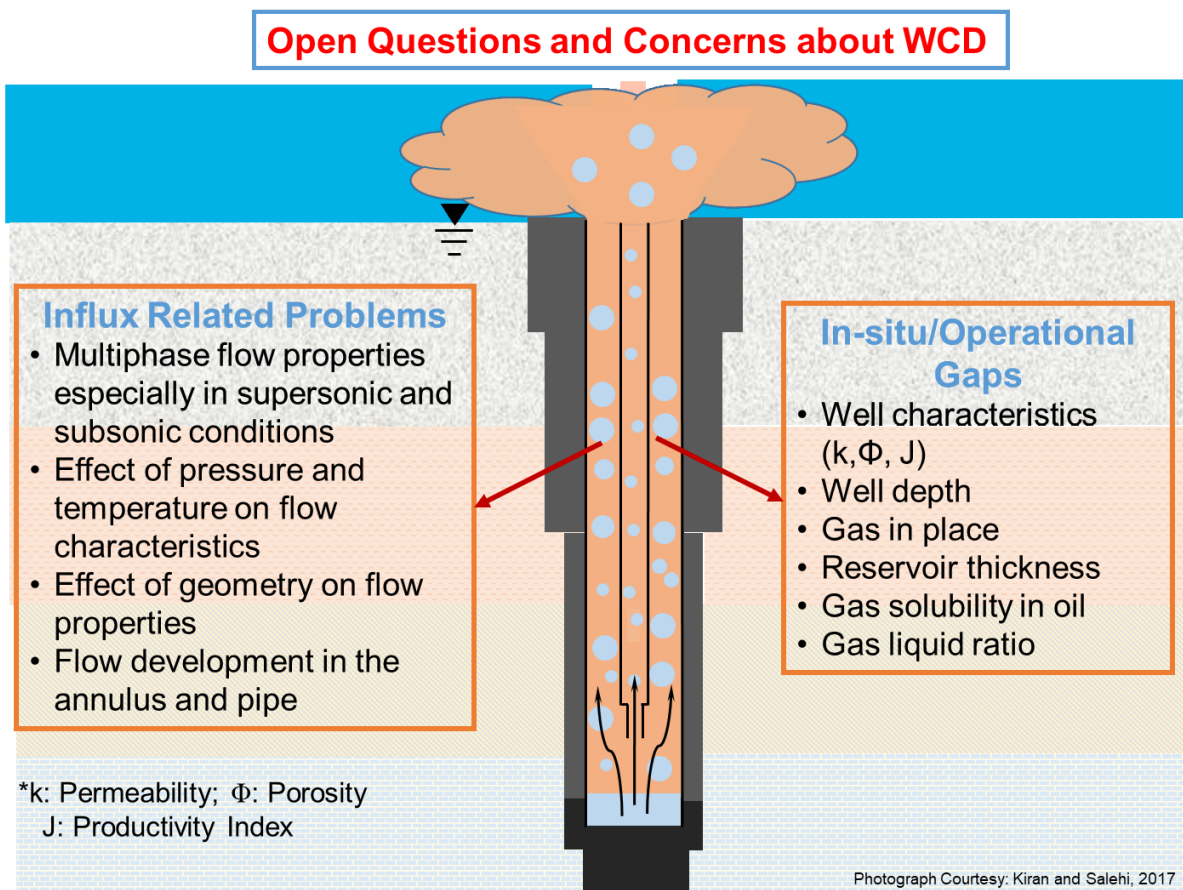 Open Questions and Concerns about WCD
Influx Related Problems
• Multiphase flow properties
especially in supersonic and
subsonic conditions
• Effect of pressure and
temperature on flow
characteristics
• Effect of geometry on flow
properties
• Flow development in the
annulus and pipe
In-situ/Operational
Gaps
• Well characteristics
(k,Φ, J)
• Well depth
• Gas in place
• Reservoir thickness
• Gas solubility in oil
• Gas liquid ratio
*k: Permeability; Φ: Porosity
J: Productivity Index
Photograph Courtesy: Kiran and Salehi, 2017